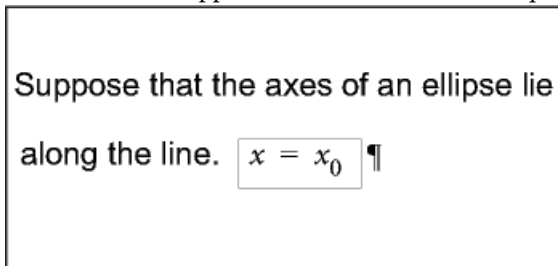 Suppose that the axes of an ellipse lie
along the line. x = x₀ ¶